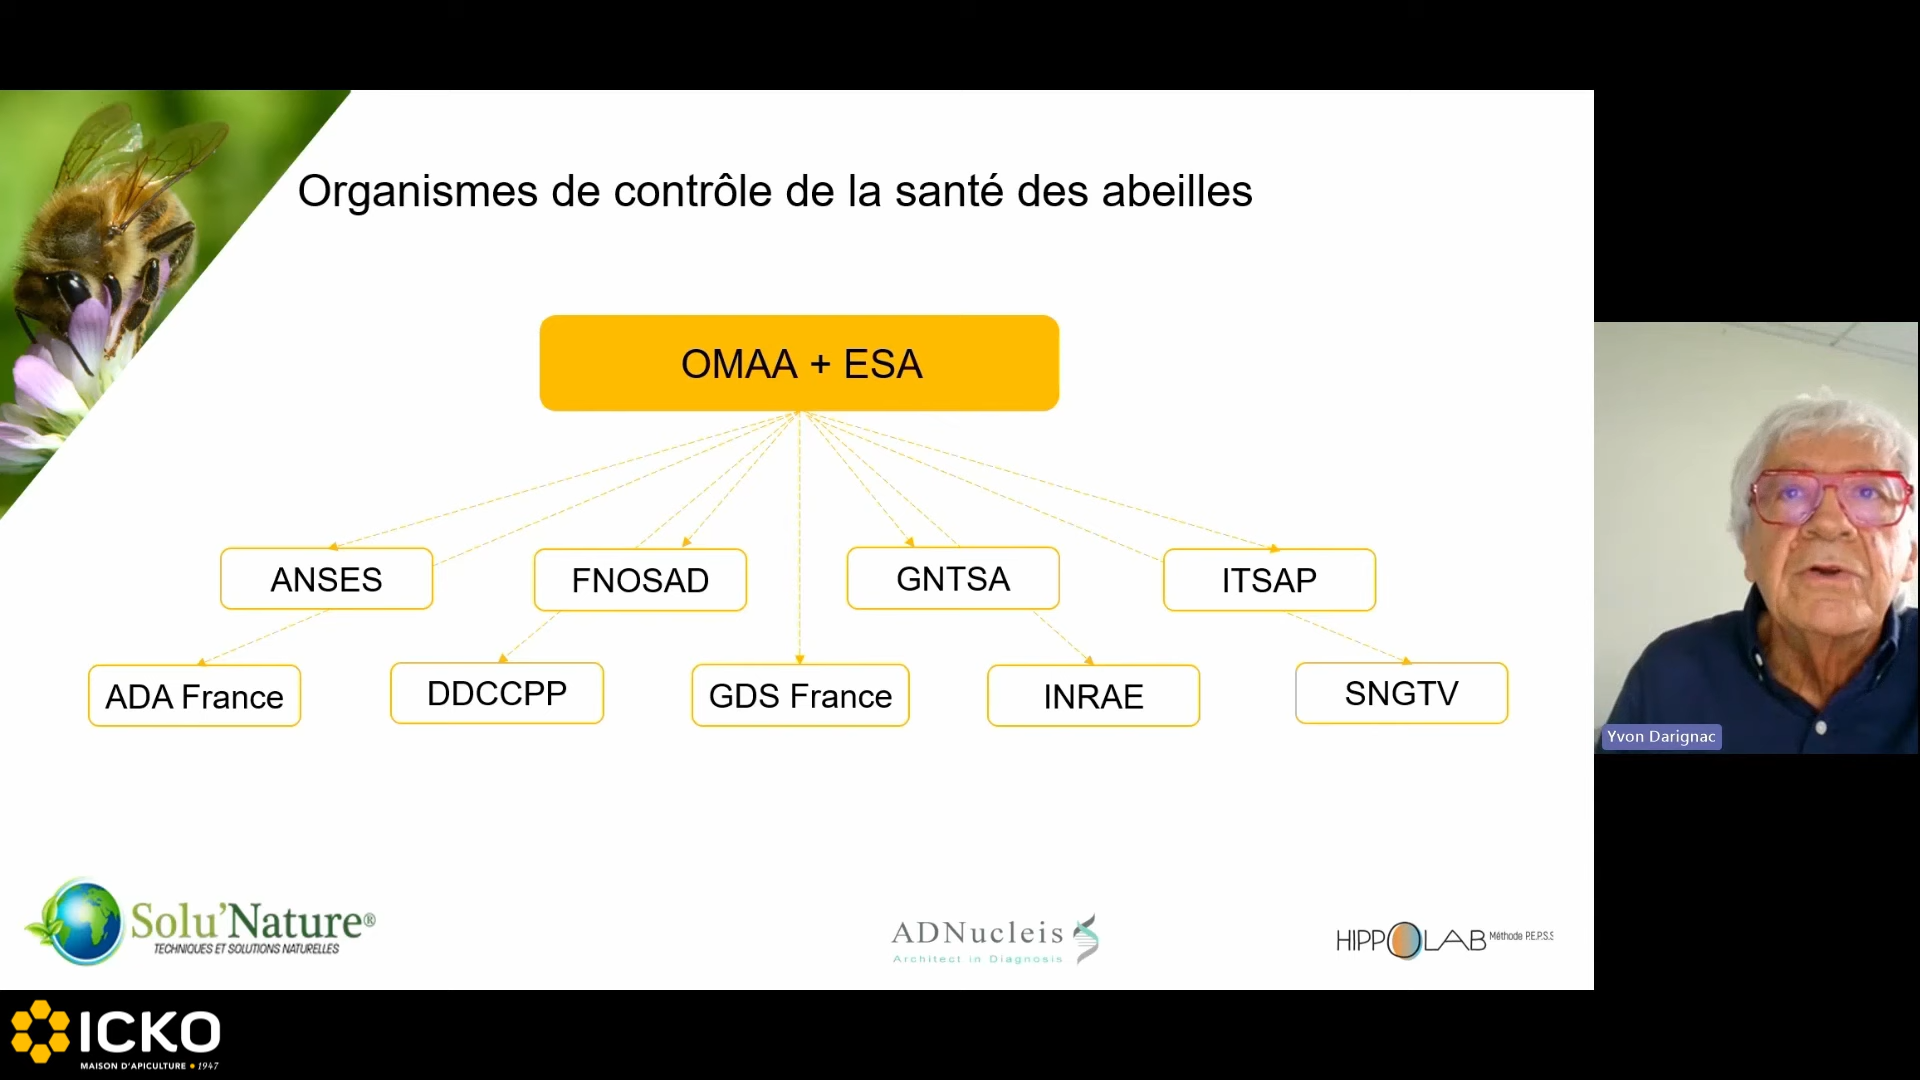 Organismes de contrôle de la santé des abeilles
OMAA + ESA
ANSES
FNOSAD
GNTSA
ITSAP
ADA France
DDCCPP
GDS France
INRAE
SNGTV
Yvon Darignac
Solu'Nature®
TECHNIQUES ET SOLUTIONS NATURELLES
ADNucleis
Architect in Diagnosis
HIPPOLAB Méthode P.E.P.S.S
ICKO
MAISON D'APICULTURE • 1947